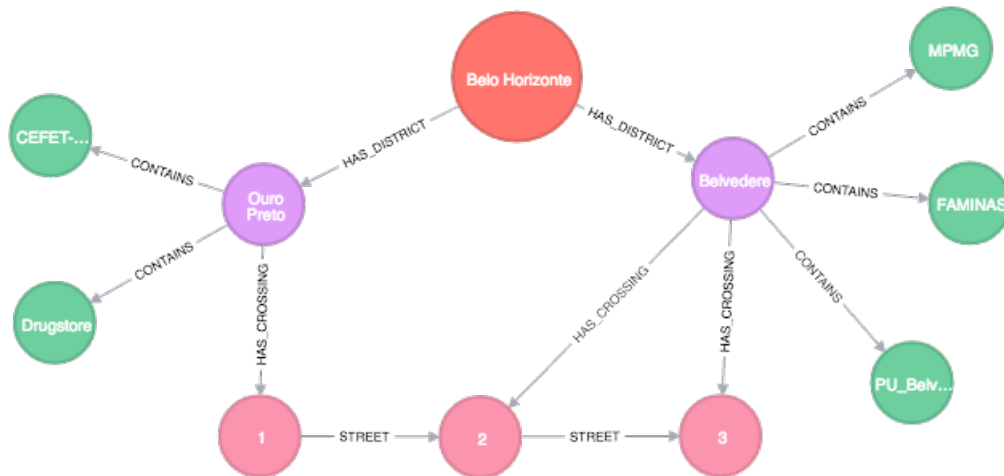 MPMG
Belo Horizonte
CONTAINS
HAS_DISTRICT
HAS_DISTRICT
CEFET-...
CONTAINS
Belvedere
CONTAINS
FAMINAS
Ouro
Preto
CONTAINS
CONTAINS
HAS_CROSSING
HAS_CROSSING
HAS_CROSSING
Drugstore
PU_Belv...
1
STREET
2
STREET
3